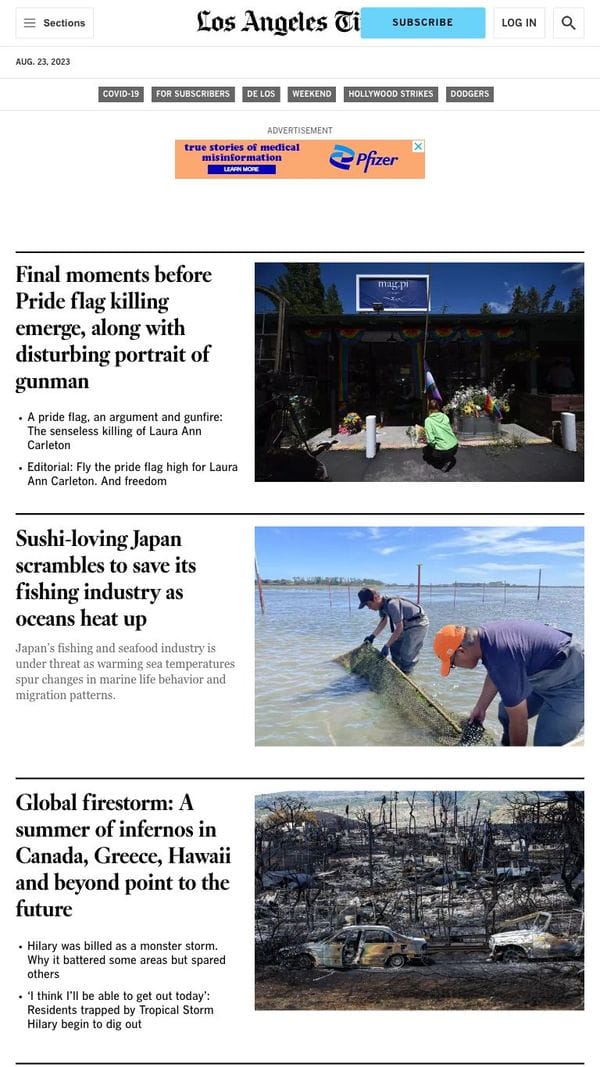 Sections
Los Angeles Ti
SUBSCRIBE
LOG IN
AUG. 23, 2023
COVID-19
FOR SUBSCRIBERS
DE LOS
WEEKEND
HOLLYWOOD STRIKES
DODGERS
ADVERTISEMENT
true stories of medical
misinformation
LEARN MORE
Pfizer
Final moments before
Pride flag killing
emerge, along with
disturbing portrait of
gunman
• A pride flag, an argument and gunfire:
The senseless killing of Laura Ann
Carleton
• Editorial: Fly the pride flag high for Laura
Ann Carleton. And freedom
mag.pi
Sushi-loving Japan
scrambles to save its
fishing industry as
oceans heat up
Japan’s fishing and seafood industry is
under threat as warming sea temperatures
spur changes in marine life behavior and
migration patterns.
Global firestorm: A
summer of infernos in
Canada, Greece, Hawaii
and beyond point to the
future
• Hilary was billed as a monster storm.
Why it battered some areas but spared
others
• ‘I think I’ll be able to get out today’:
Residents trapped by Tropical Storm
Hilary begin to dig out